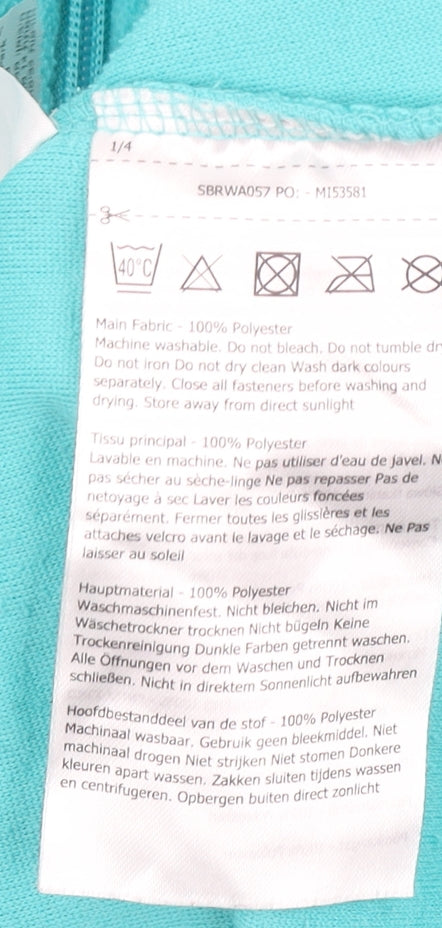 1/4
SBRWA057 PO: - MI53581
40°C
Main Fabric - 100% Polyester
Machine washable. Do not bleach. Do not tumble dr
Do not iron Do not dry clean Wash dark colours
separately. Close all fasteners before washing and
drying. Store away from direct sunlight
Tissu principal - 100% Polyester
Lavable en machine. Ne pas utiliser d'eau de javel. N
pas sécher au sèche-linge Ne pas repasser Pas de
netoyage à sec Laver les couleurs foncées
séparément. Fermer toutes les glissières et les
attaches velcro avant le lavage et le séchage. Ne Pas
laisser au soleil
Hauptmaterial - 100% Polyester
Waschmaschinenfest. Nicht bleichen. Nicht im
Wäschetrockner trocknen Nicht bügeln Keine
Trockenreinigung Dunkle Farben getrennt waschen.
Alle Öffnungen vor dem Waschen und Trocknen
schließen. Nicht in direktem Sonnenlicht aufbewahren
Hoofdbestanddeel van de stof - 100% Polyester
Machinaal wasbaar. Gebruik geen bleekmiddel. Niet
machinaal drogen Niet strijken Niet stomen Donkere
kleuren apart wassen. Zakken sluiten tijdens wassen
en centrifugeren. Opbergen buiten direct zonlicht